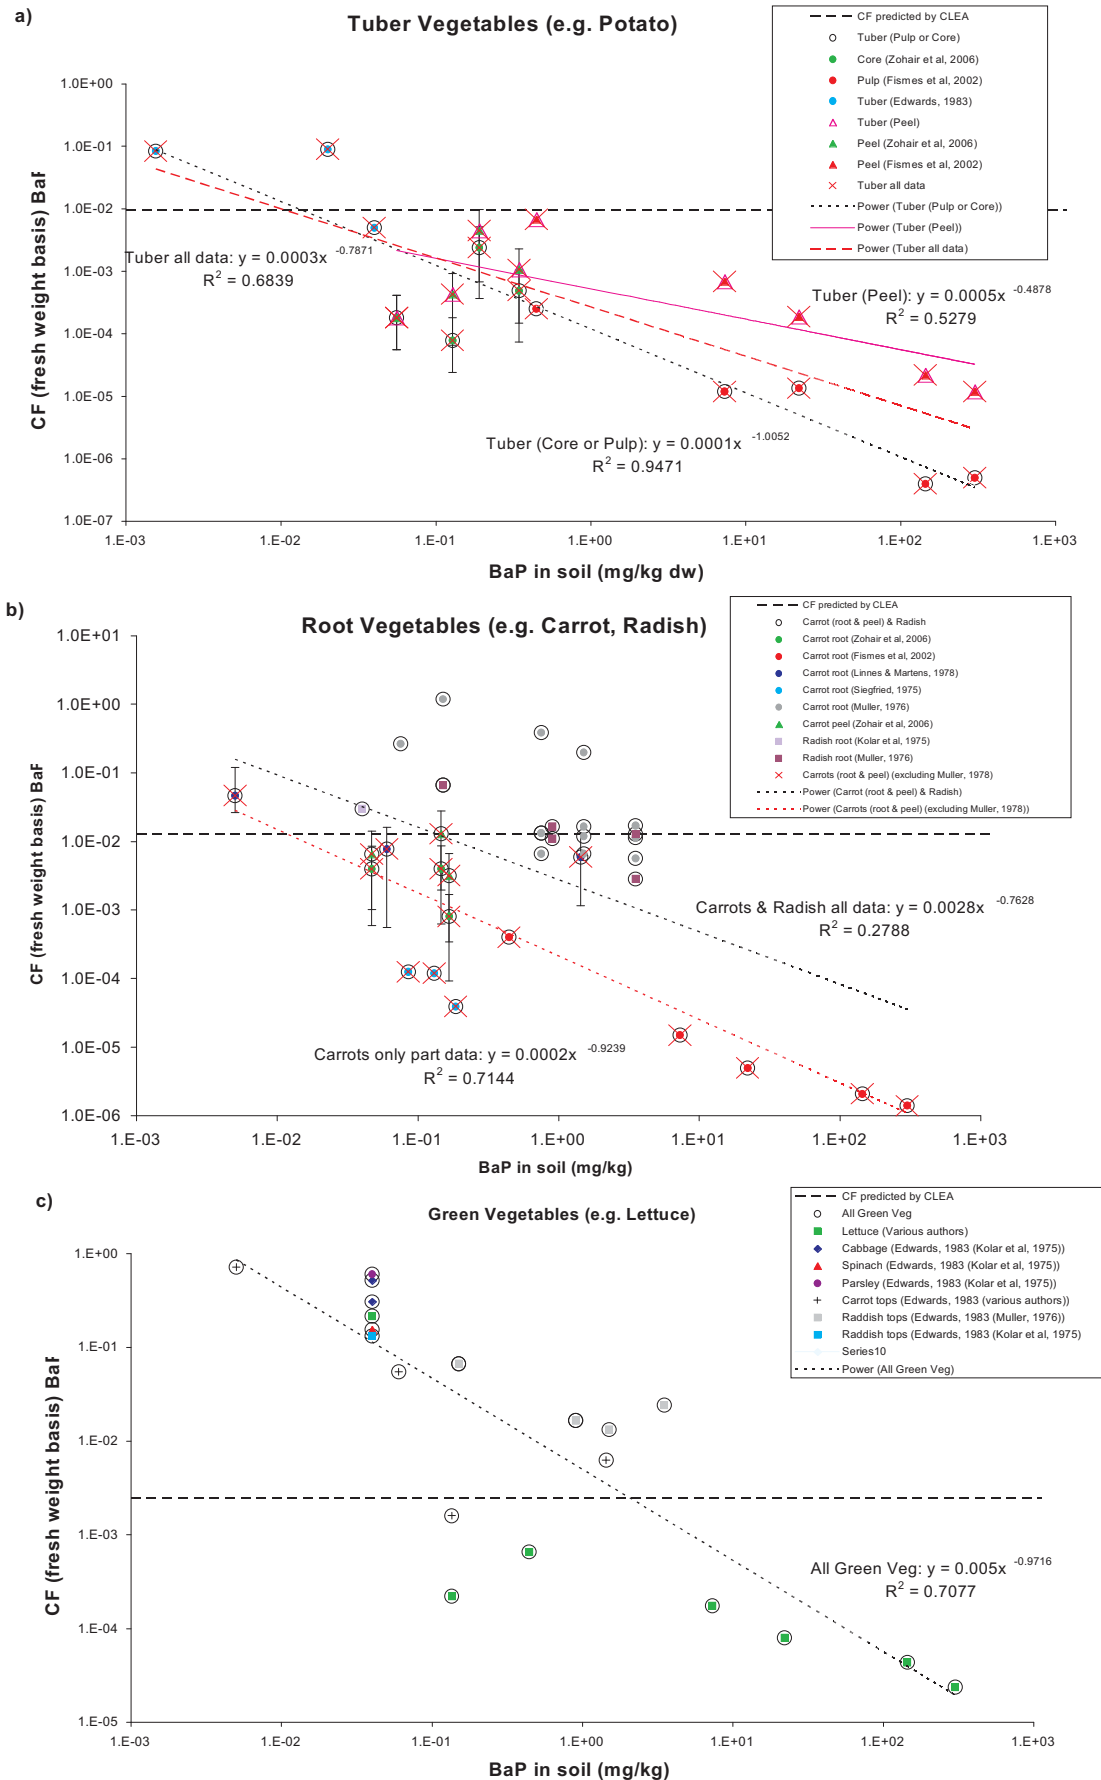 a)
Tuber Vegetables (e.g. Potato)
CF predicted by CLEA
Tuber (Pulp or Core)
Core (Zohair et al, 2006)
Pulp (Fismes et al, 2002)
Tuber (Edwards, 1983)
Tuber (Peel)
Peel (Zohair et al, 2006)
Peel (Fismes et al, 2002)
Tuber all data
Power (Tuber (Pulp or Core))
Power (Tuber (Peel))
Power (Tuber all data)
CF (fresh weight basis) BaP
1.0E+00
1.0E-01
1.0E-02
1.0E-03
1.0E-04
1.0E-05
1.0E-06
1.0E-07
Tuber all data: y = 0.0003x -0.7871
R2 = 0.6839
Tuber (Peel): y = 0.0005x -0.4878
R2 = 0.5279
Tuber (Core or Pulp): y = 0.0001x -1.0052
R2 = 0.9471
1.E-03 1.E-02 1.E-01 1.E+00 1.E+01 1.E+02 1.E+03
BaP in soil (mg/kg dw)
b)
Root Vegetables (e.g. Carrot, Radish)
CF predicted by CLEA
Carrot (root & peel) & Radish
Carrot root (Zohair et al, 2006)
Carrot root (Fismes et al, 2002)
Carrot root (Linnes & Martens, 1978)
Carrot root (Siegfried, 1975)
Carrot root (Muller, 1976)
Carrot peel (Zohair et al, 2006)
Radish root (Kolar et al, 1975)
Radish root (Muller, 1976)
Carrots (root & peel) (excluding Muller, 1978)
Power (Carrot (root & peel) & Radish)
Power (Carrots (root & peel) (excluding Muller, 1978))
CF (fresh weight basis) BaP
1.0E+01
1.0E+00
1.0E-01
1.0E-02
1.0E-03
1.0E-04
1.0E-05
1.0E-06
Carrots & Radish all data: y = 0.0028x -0.7628
R2 = 0.2788
Carrots only part data: y = 0.0002x -0.9239
R2 = 0.7144
1.E-03 1.E-02 1.E-01 1.E+00 1.E+01 1.E+02 1.E+03
BaP in soil (mg/kg)
c)
Green Vegetables (e.g. Lettuce)
CF predicted by CLEA
All Green Veg
Lettuce (Various authors)
Cabbage (Edwards, 1983 (Kolar et al, 1975))
Spinach (Edwards, 1983 (Kolar et al, 1975))
Parsley (Edwards, 1983 (Kolar et al, 1975))
Carrot tops (Edwards, 1983 (various authors))
Raddish tops (Edwards, 1983 (Muller, 1976))
Raddish tops (Edwards, 1983 (Kolar et al, 1975)
Series10
Power (All Green Veg)
CF (fresh weight basis) BaP
1.E+00
1.E-01
1.E-02
1.E-03
1.E-04
1.E-05
All Green Veg: y = 0.005x -0.9716
R2 = 0.7077
1.E-03 1.E-02 1.E-01 1.E+00 1.E+01 1.E+02 1.E+03
BaP in soil (mg/kg)